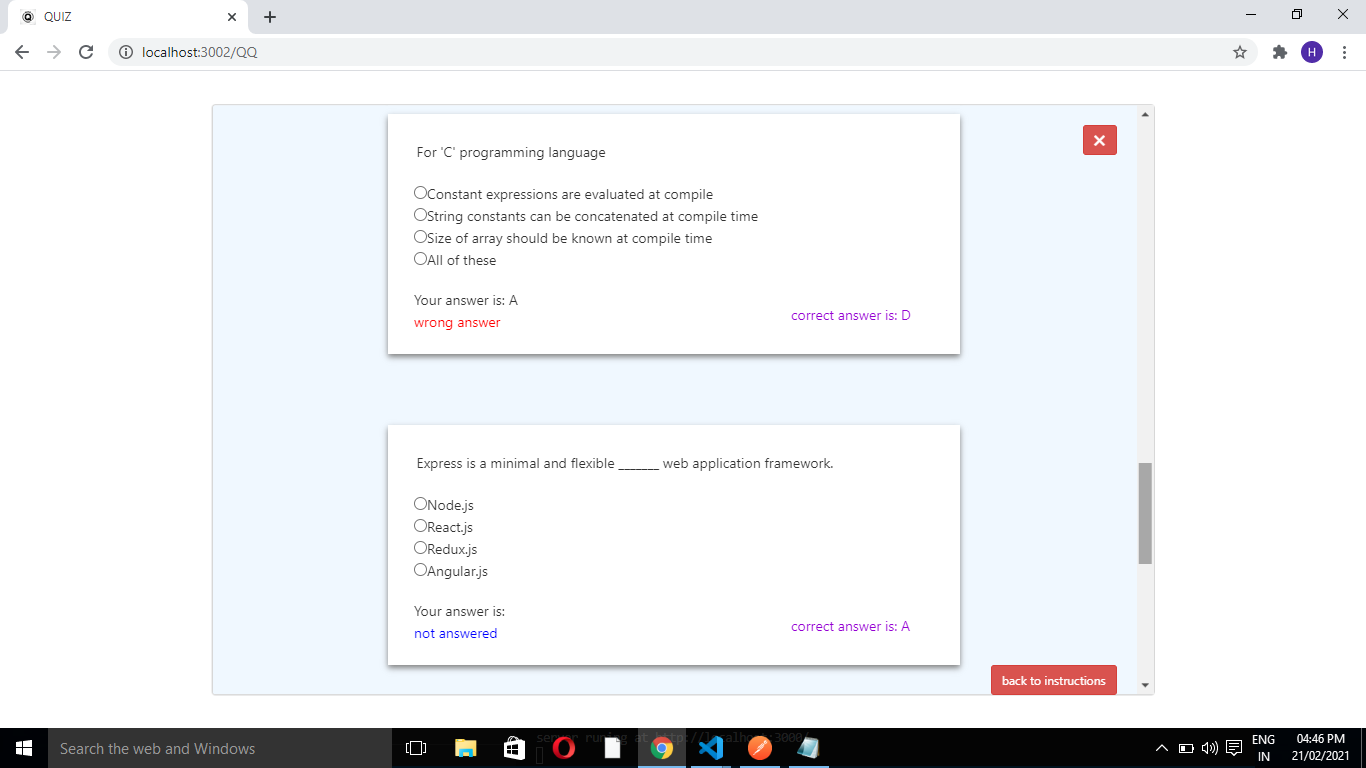 QUIZ
localhost:3002/QQ
H
For 'C' programming language
Constant expressions are evaluated at compile
String constants can be concatenated at compile time
Size of array should be known at compile time
All of these
Your answer is: A
wrong answer
correct answer is: D
Express is a minimal and flexible _______ web application framework.
Node.js
React.js
Redux.js
Angular.js
Your answer is:
not answered
correct answer is: A
back to instructions
server runing at http://localhost:3000/
Search the web and Windows
ENG
IN
04:46 PM
21/02/2021